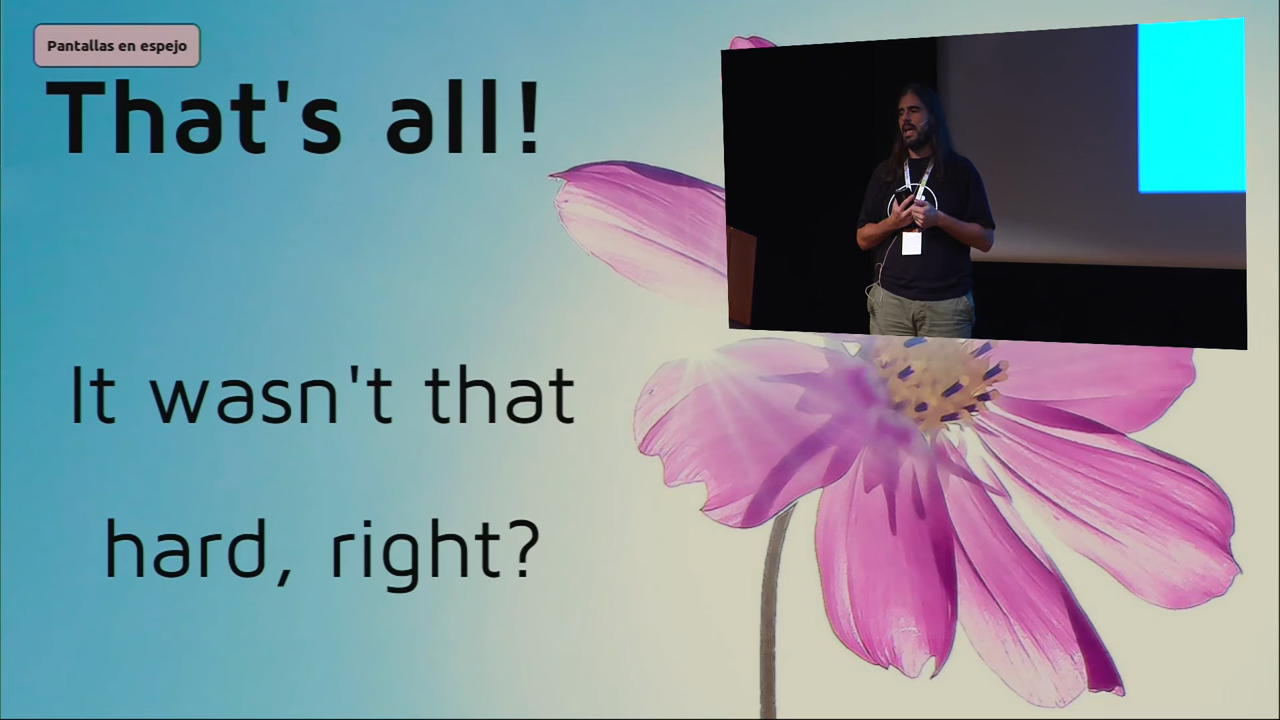 Pantallas en espejo
That's all!
It wasn't that
hard, right?